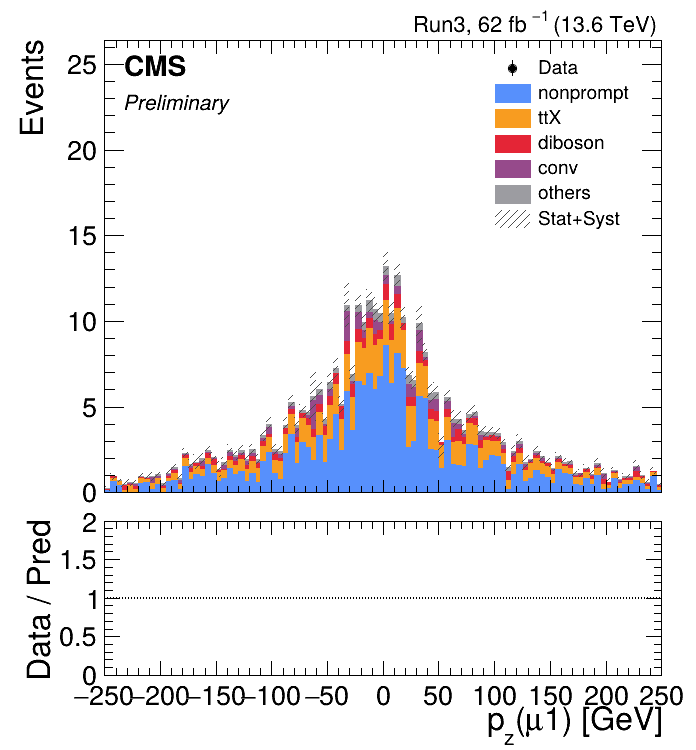 Run3, 62 fb⁻¹ (13.6 TeV)
CMS
Preliminary
Data
nonprompt
ttX
diboson
conv
others
Stat+Syst
Events
25
20
15
10
5
0
Data / Pred
2
1.5
1
0.5
0
−250 −200 −150 −100 −50 0 50 100 150 200 250
p_z(μ1) [GeV]